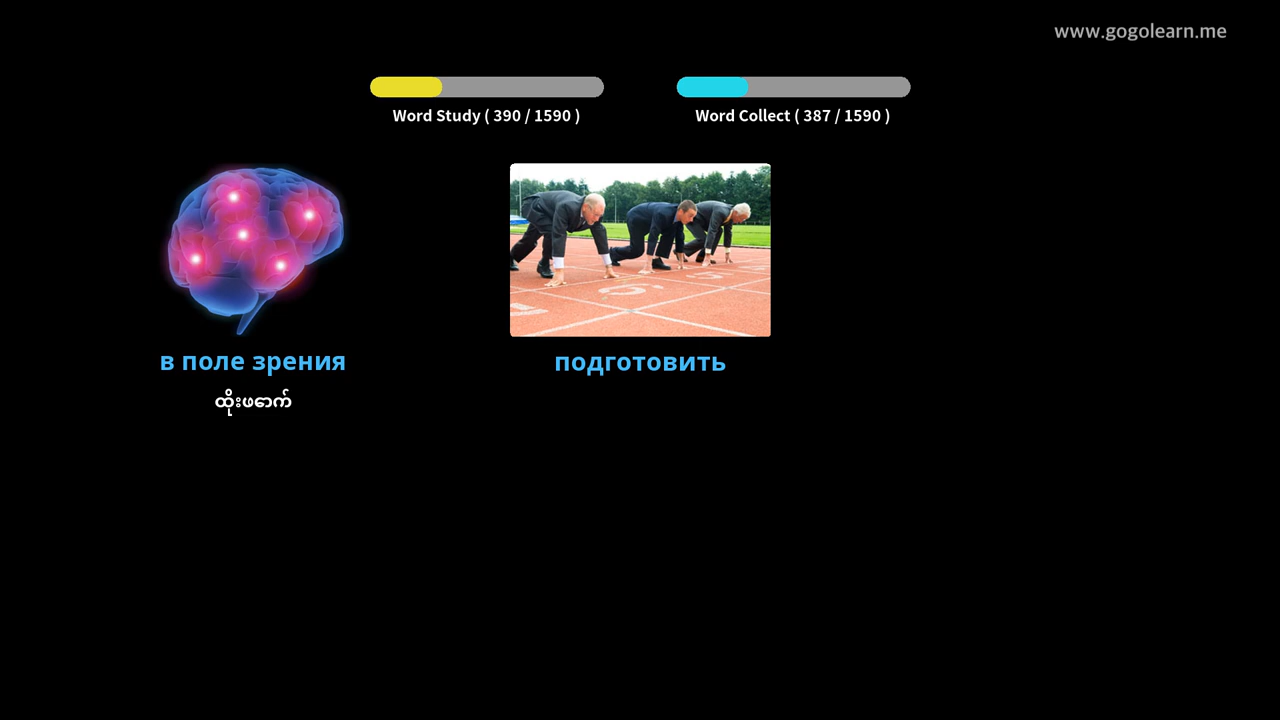 www.gogolearn.me
Word Study ( 390 / 1590 )
Word Collect ( 387 / 1590 )
в поле зрения
подготовить
ထိုးဖောက်